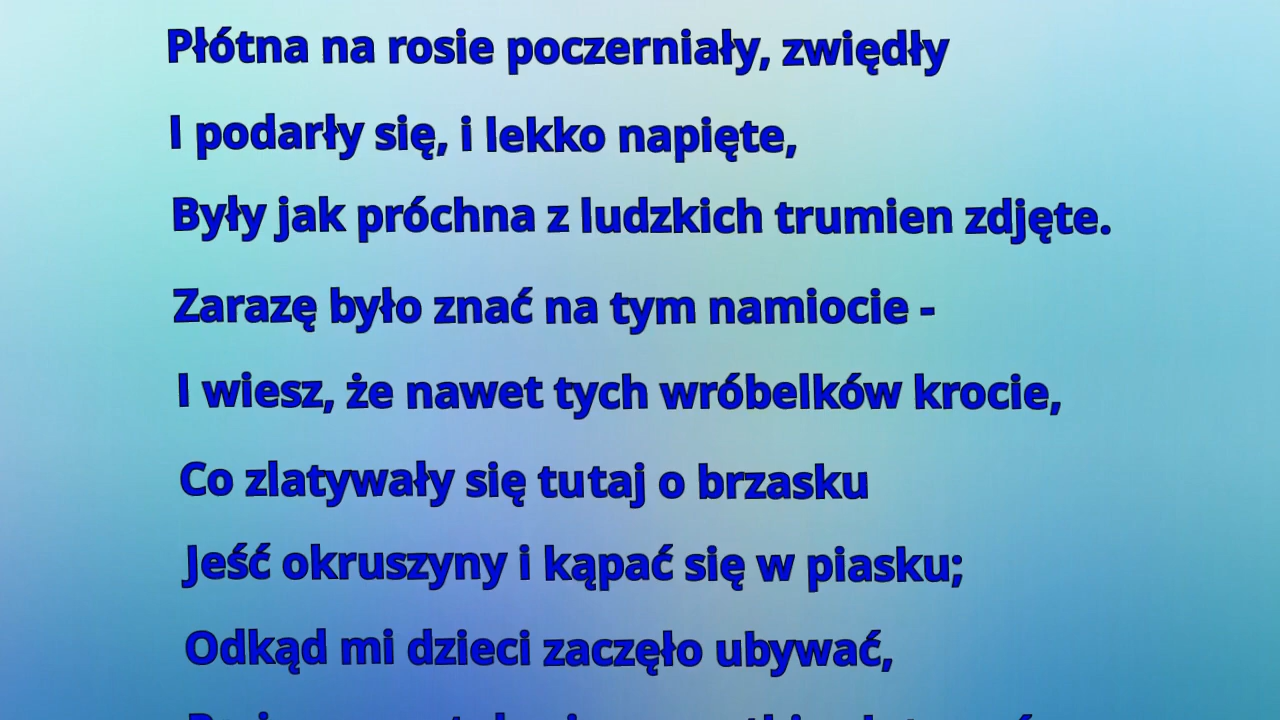 Płótna na rosie poczerniały, zwiędły
I podarły się, i lekko napięte,
Były jak próchna z ludzkich trumien zdjęte.
Zarazę było znać na tym namiocie -
I wiesz, że nawet tych wróbelków krocie,
Co zlatywały się tutaj o brzasku
Jeść okruszyny i kąpać się w piasku;
Odkąd mi dzieci zaczęło ubywać,